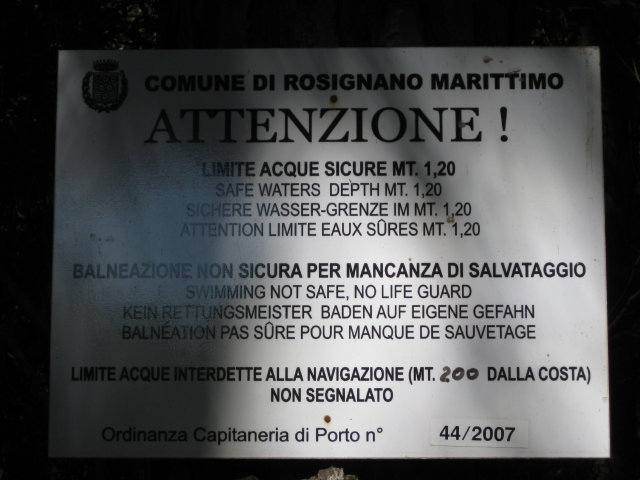 COMUNE DI ROSIGNANO MARITTIMO
ATTENZIONE !
LIMITE ACQUE SICURE MT. 1,20
SAFE WATERS DEPTH MT. 1,20
SICHERE WASSER-GRENZE IM MT. 1,20
ATTENTION LIMITE EAUX SÛRES MT. 1,20
BALNEAZIONE NON SICURA PER MANCANZA DI SALVATAGGIO
SWIMMING NOT SAFE, NO LIFE GUARD
KEIN RETTUNGSMEISTER BADEN AUF EIGENE GEFAHN
BALNÉATION PAS SÛRE POUR MANQUE DE SAUVETAGE
LIMITE ACQUE INTERDETTE ALLA NAVIGAZIONE (MT. 200 DALLA COSTA)
NON SEGNALATO
Ordinanza Capitaneria di Porto n° 44/2007